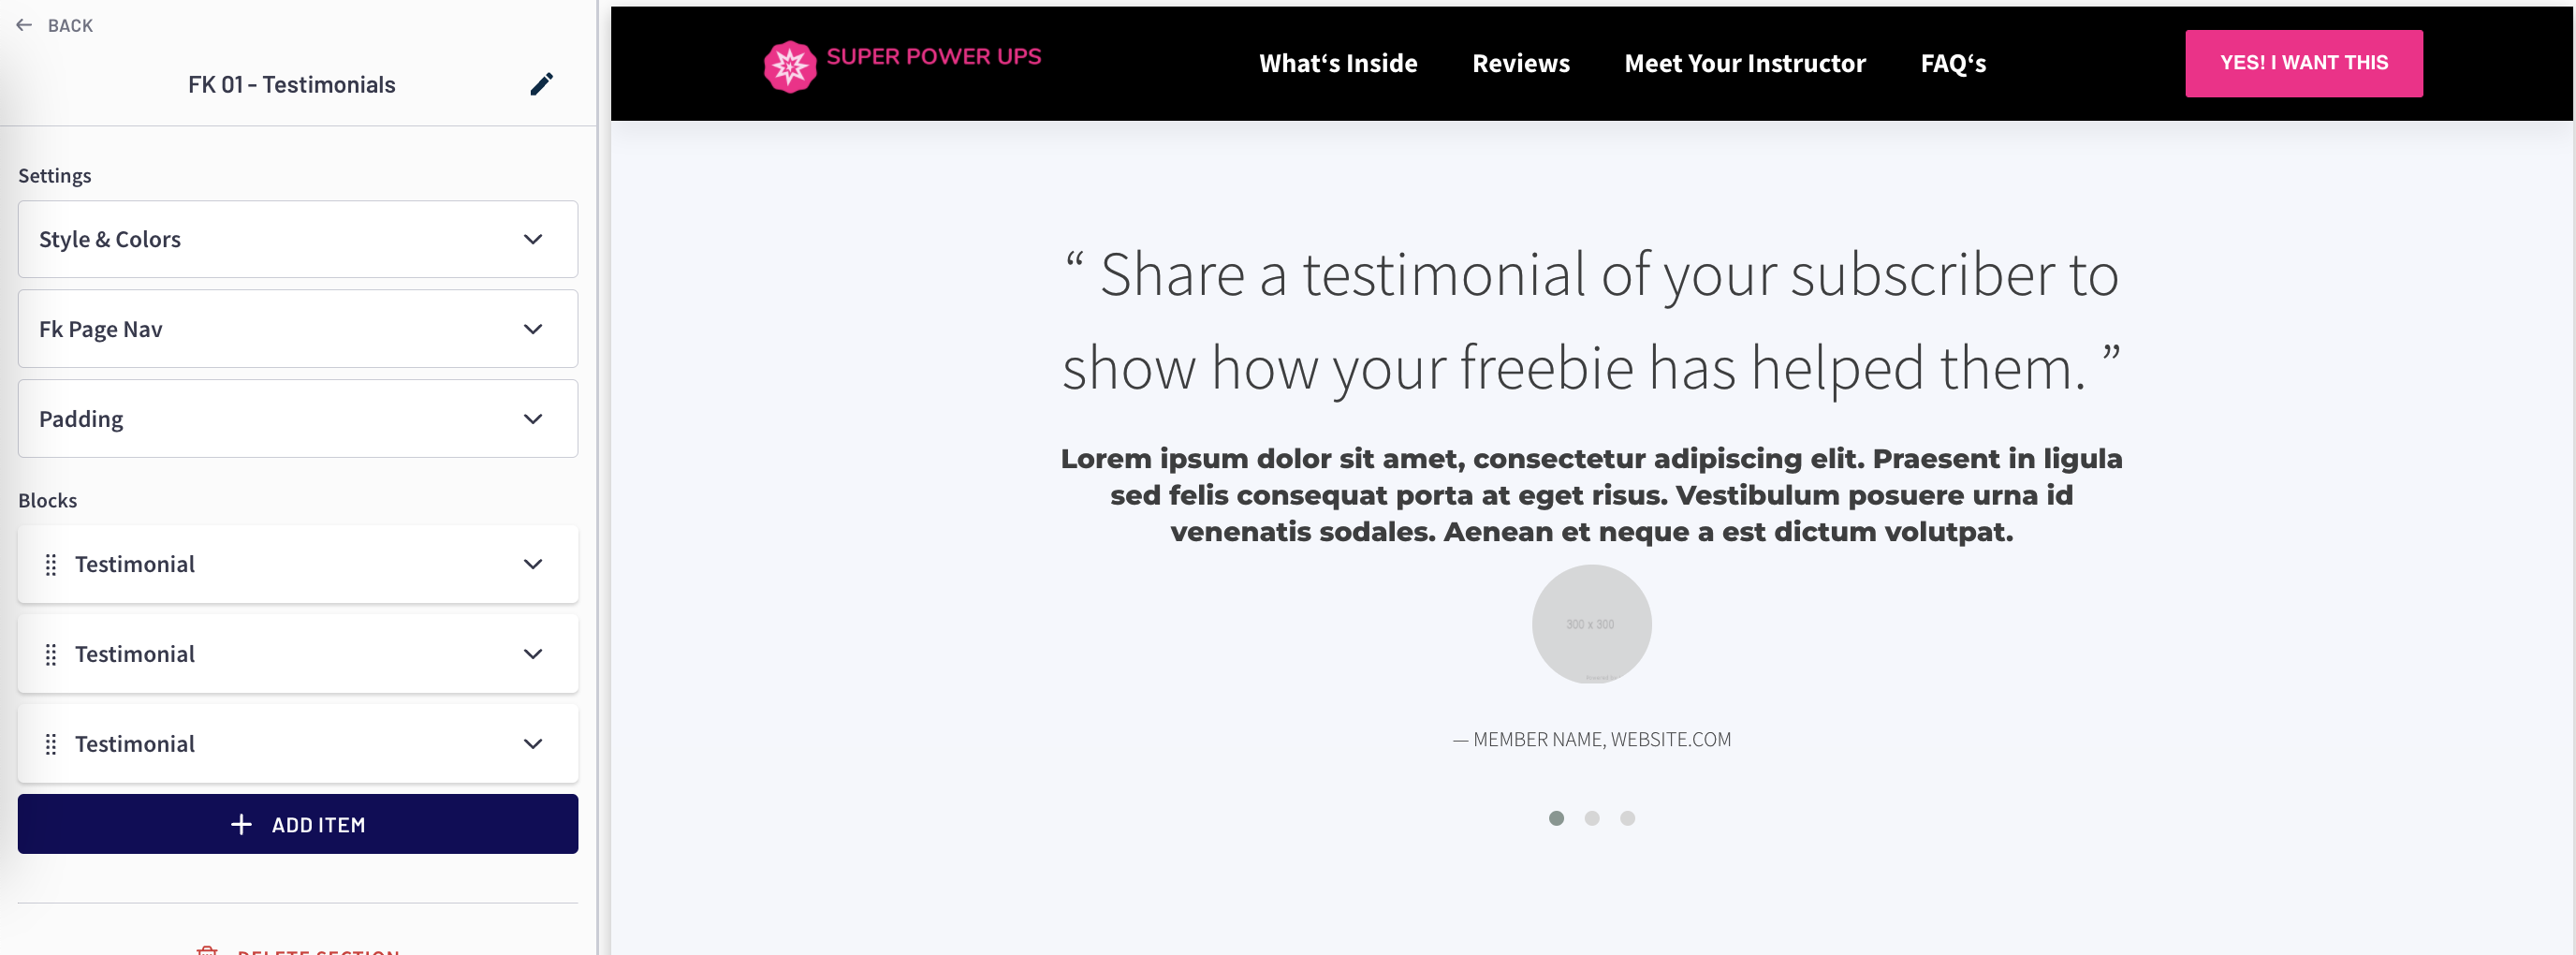 BACK
FK 01 - Testimonials
Settings
Style & Colors
Fk Page Nav
Padding
Blocks
Testimonial
Testimonial
Testimonial
ADD ITEM
DELETE SECTION
SUPER POWER UPS
What‘s Inside
Reviews
Meet Your Instructor
FAQ‘s
YES! I WANT THIS
“ Share a testimonial of your subscriber to
show how your freebie has helped them. ”
Lorem ipsum dolor sit amet, consectetur adipiscing elit. Praesent in ligula
sed felis consequat porta at eget risus. Vestibulum posuere urna id
venenatis sodales. Aenean et neque a est dictum volutpat.
300 x 300
— MEMBER NAME, WEBSITE.COM